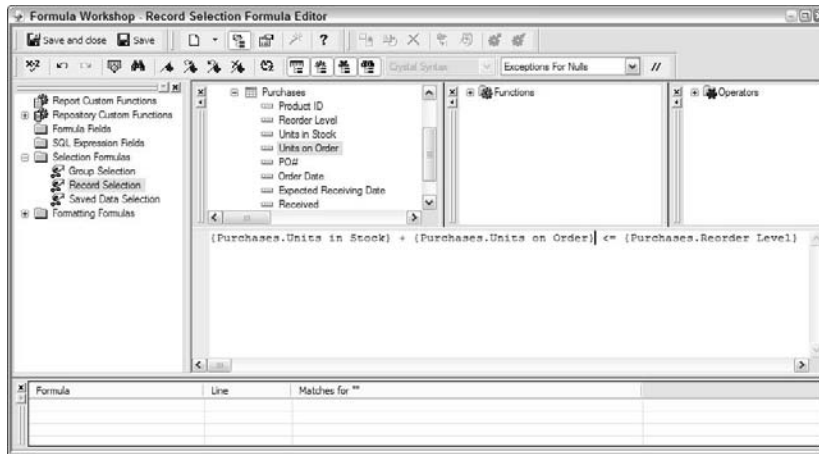 Formula Workshop - Record Selection Formula Editor
Save and close Save
Crystal Syntax Exceptions For Nulls //
Report Custom Functions
Repository Custom Functions
Formula Fields
SQL Expression Fields
Selection Formulas
Group Selection
Record Selection
Saved Data Selection
Formatting Formulas
Purchases
Product ID
Reorder Level
Units in Stock
Units on Order
PO#
Order Date
Expected Receiving Date
Received
Functions
Operators
{Purchases.Units in Stock} + {Purchases.Units on Order} <= {Purchases.Reorder Level}
Formula Line Matches for ""